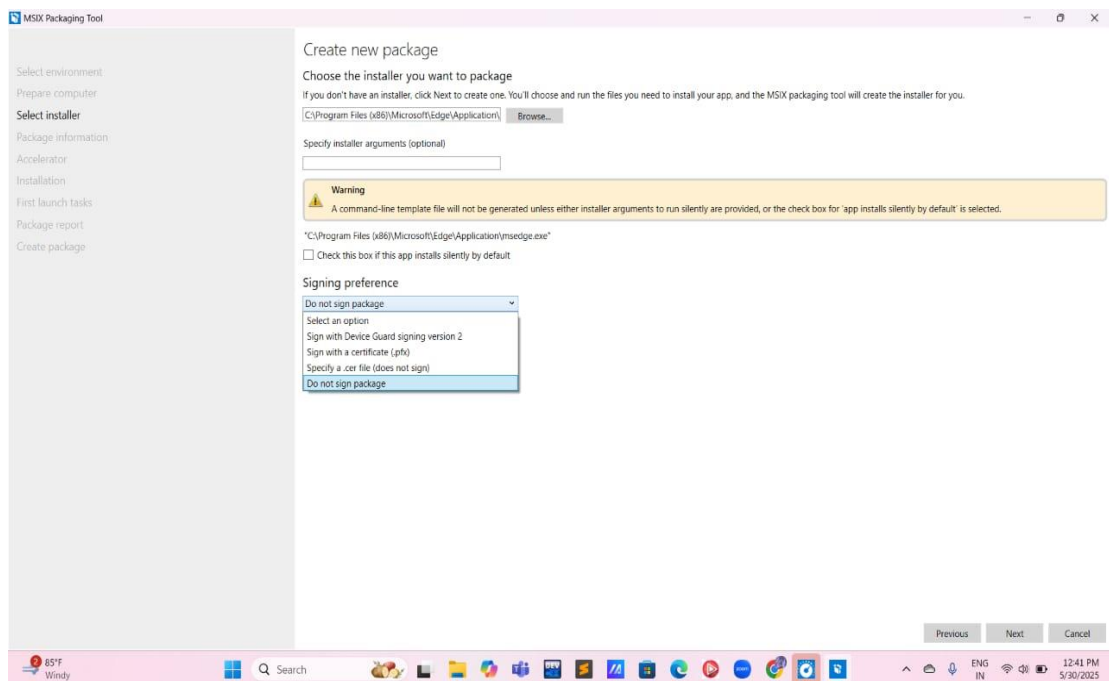 MSIX Packaging Tool
Select environment
Prepare computer
Select installer
Package information
Accelerator
Installation
First launch tasks
Package report
Create package
Create new package
Choose the installer you want to package
If you don't have an installer, click Next to create one. You'll choose and run the files you need to install your app, and the MSIX packaging tool will create the installer for you.
C:\Program Files (x86)\Microsoft\Edge\Application\
Browse...
Specify installer arguments (optional)
Warning
A command-line template file will not be generated unless either installer arguments to run silently are provided, or the check box for 'app installs silently by default' is selected.
"C:\Program Files (x86)\Microsoft\Edge\Application\msedge.exe"
Check this box if this app installs silently by default
Signing preference
Do not sign package
Select an option
Sign with Device Guard signing version 2
Sign with a certificate (.pfx)
Specify a .cer file (does not sign)
Do not sign package
Previous
Next
Cancel
2
85°F
Windy
Search
ENG
IN
12:41 PM
5/30/2025